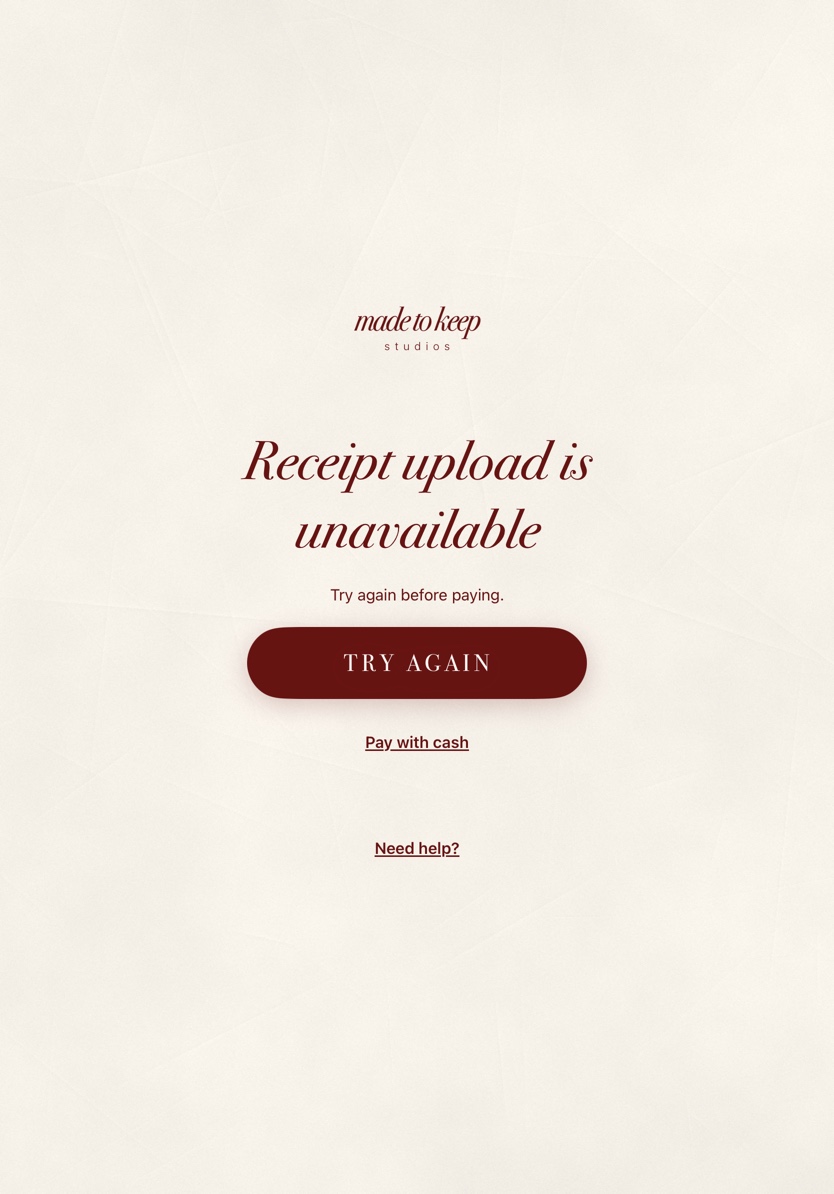 made to keep
studios
Receipt upload is
unavailable
Try again before paying.
TRY AGAIN
Pay with cash
Need help?